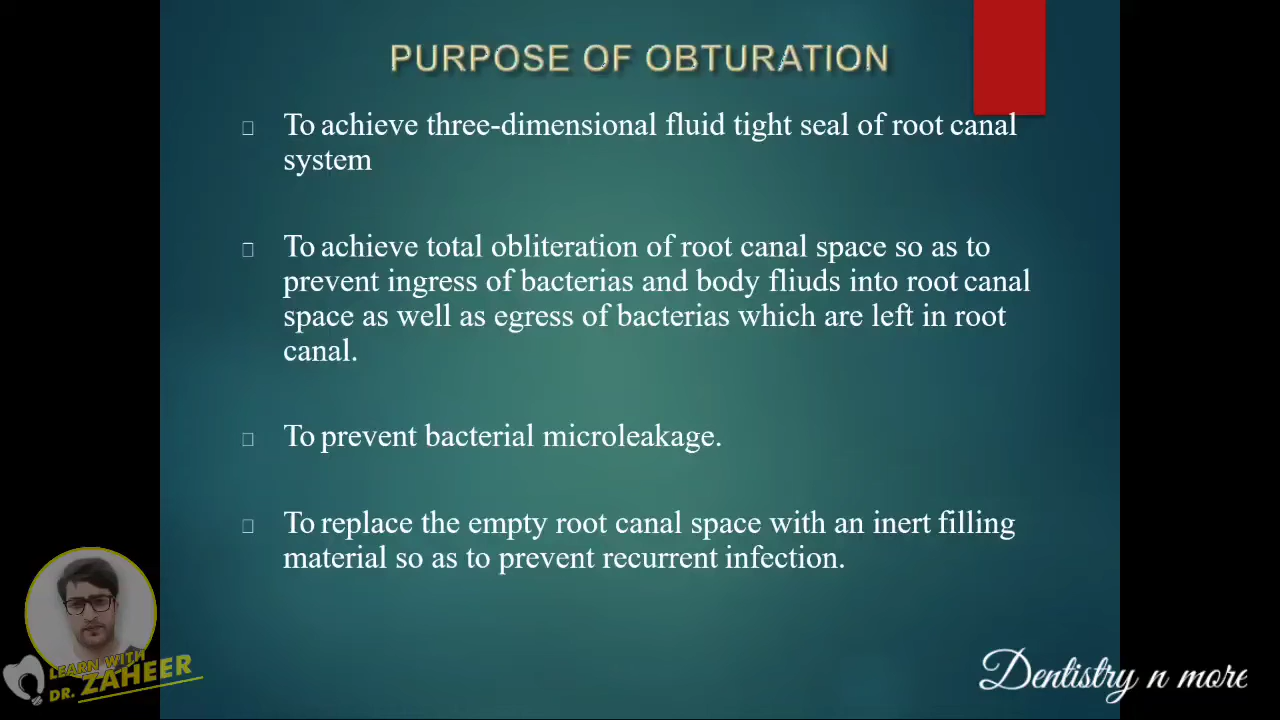 PURPOSE OF OBTURATION
To achieve three-dimensional fluid tight seal of root canal
system
To achieve total obliteration of root canal space so as to
prevent ingress of bacterias and body fliuds into root canal
space as well as egress of bacterias which are left in root
canal.
To prevent bacterial microleakage.
To replace the empty root canal space with an inert filling
material so as to prevent recurrent infection.
LEARN WITH
DR. ZAHEER
Dentistry n more